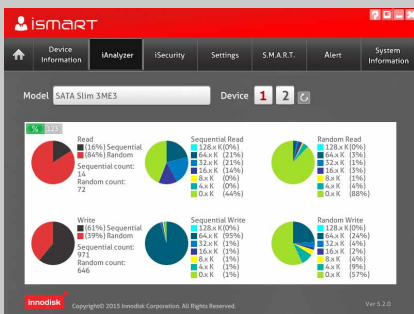 ismart
Device Information
iAnalyzer
iSecurity
Settings
S.M.A.R.T.
Alert
System Information
Model SATA Slim 3ME3 Device 1 2
% 123
Read
(16%) Sequential
(84%) Random
Sequential count:
14
Random count:
72
Sequential Read
128.x K(0%)
64.x K (21%)
32.x K (21%)
16.x K (14%)
8.x K (0%)
4.x K (0%)
0.x K (44%)
Random Read
128.x K(1%)
64.x K (3%)
32.x K (1%)
16.x K (3%)
8.x K (1%)
4.x K (4%)
0.x K (88%)
Write
(61%) Sequential
(39%) Random
Sequential count:
971
Random count:
646
Sequential Write
128.x K(0%)
64.x K (95%)
32.x K (1%)
16.x K (1%)
8.x K (1%)
4.x K (1%)
0.x K (1%)
Random Write
128.x K(0%)
64.x K (24%)
32.x K (4%)
16.x K (2%)
8.x K (4%)
4.x K (9%)
0.x K (57%)
innodisk Copyright© 2015 Innodisk Corporation. All Rights Reserved. Ver 5.2.0